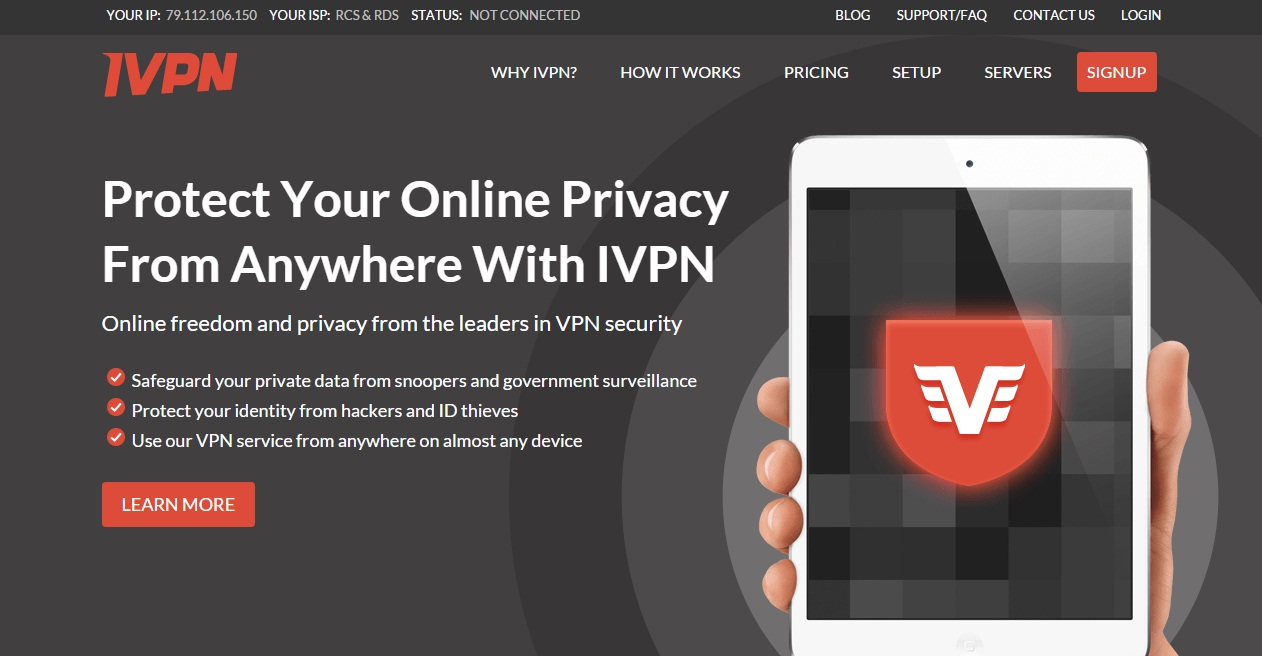 YOUR IP: 79.112.106.150 YOUR ISP: RCS & RDS STATUS: NOT CONNECTED BLOG SUPPORT/FAQ CONTACT US LOGIN
IVPN WHY IVPN? HOW IT WORKS PRICING SETUP SERVERS SIGNUP
Protect Your Online Privacy
From Anywhere With IVPN
Online freedom and privacy from the leaders in VPN security
Safeguard your private data from snoopers and government surveillance
Protect your identity from hackers and ID thieves
Use our VPN service from anywhere on almost any device
LEARN MORE
V